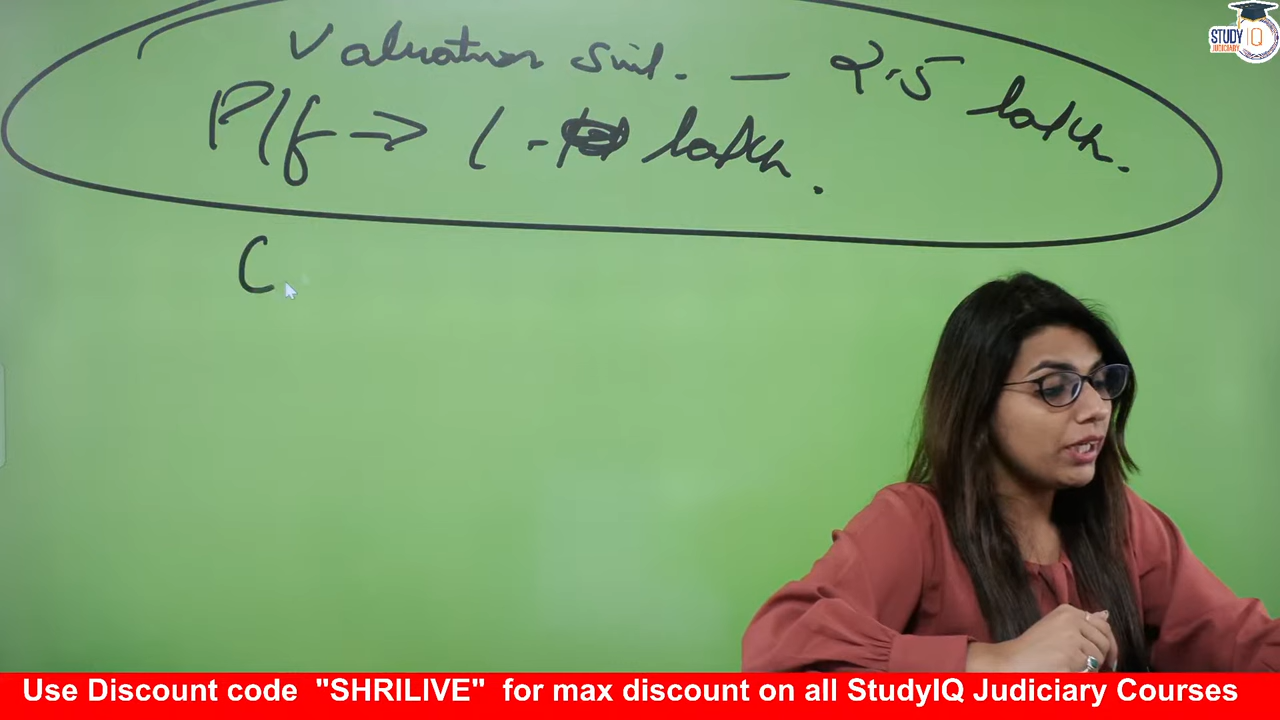 STUDY IQ
JUDICIARY
Valuation Suit. – 2.5 lakh.
Plf ⇒ 1 - lakh.
C
Use Discount code "SHRILIVE" for max discount on all StudyIQ Judiciary Courses